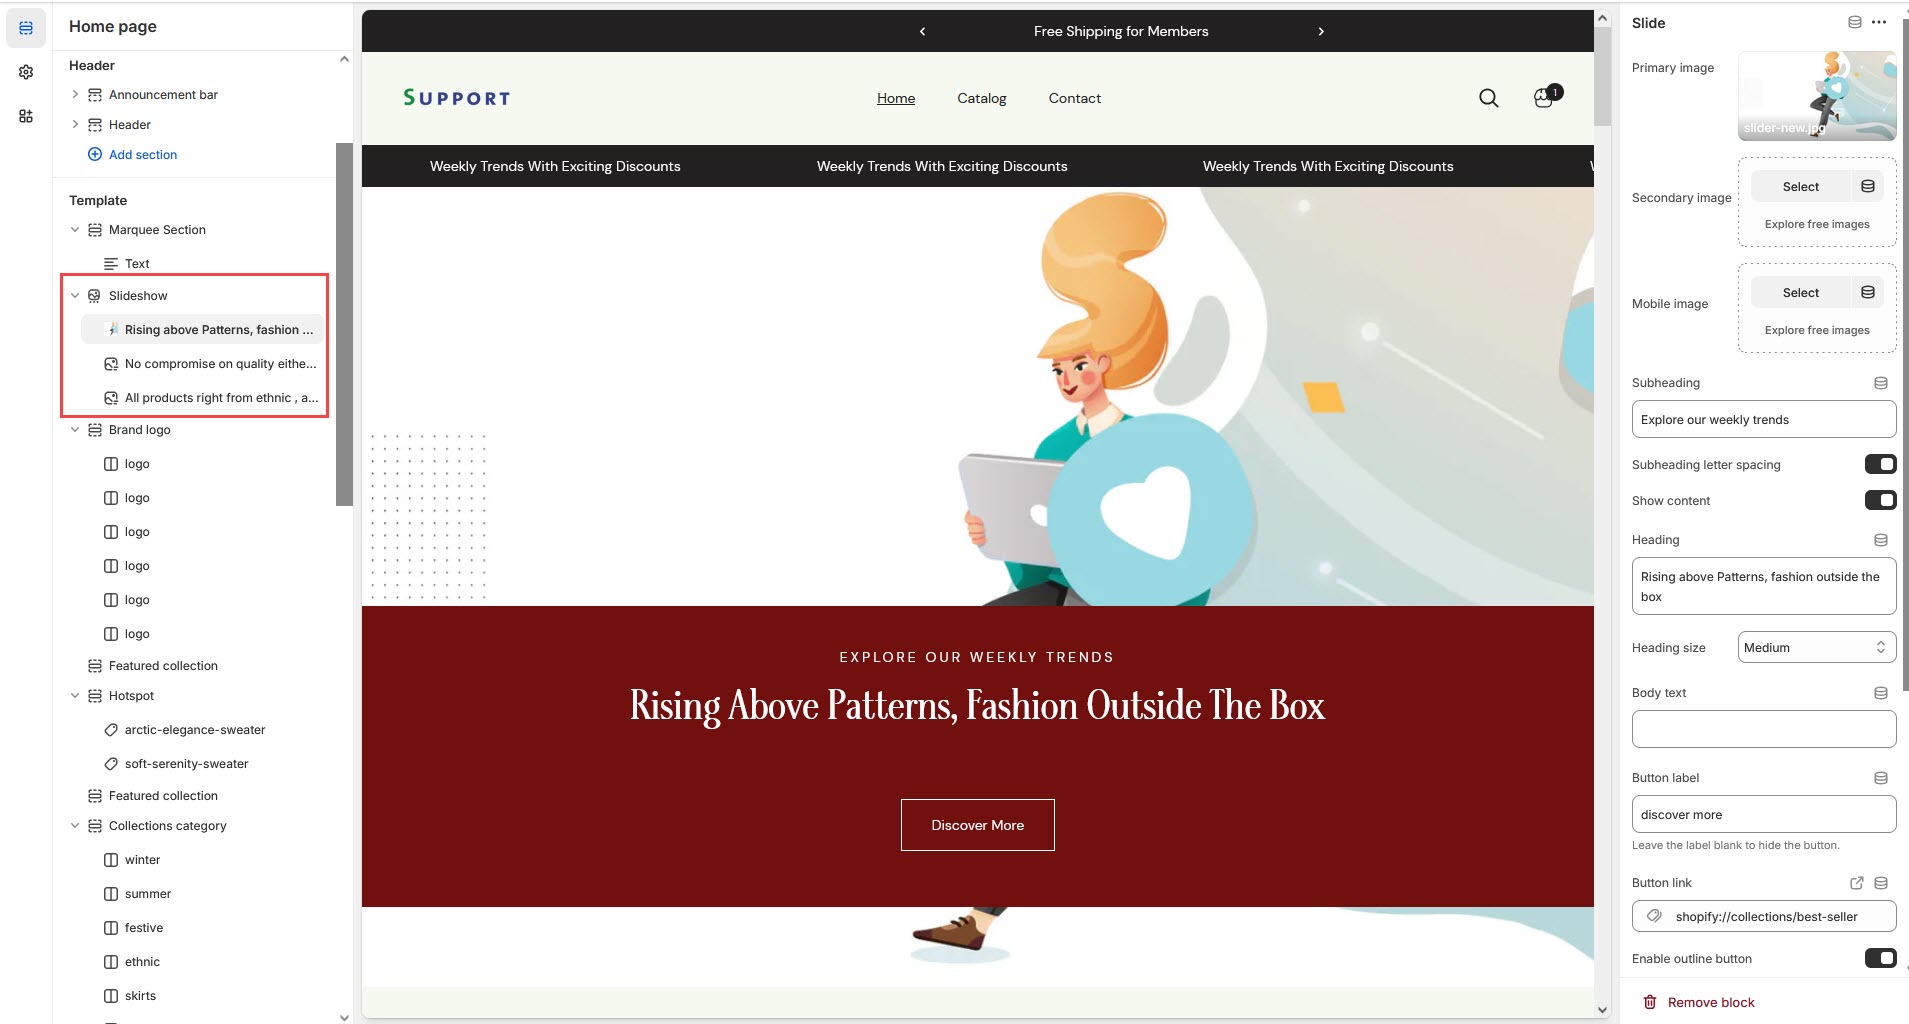 Home page
Header
Announcement bar
Header
Add section
Template
Marquee Section
Text
Slideshow
Rising above Patterns, fashion ...
No compromise on quality eithe...
All products right from ethnic , a...
Brand logo
logo
logo
logo
logo
logo
logo
Featured collection
Hotspot
arctic-elegance-sweater
soft-serenity-sweater
Featured collection
Collections category
winter
summer
festive
ethnic
skirts
Free Shipping for Members
SUPPORT
Home Catalog Contact
1
Weekly Trends With Exciting Discounts Weekly Trends With Exciting Discounts Weekly Trends With Exciting Discounts
EXPLORE OUR WEEKLY TRENDS
Rising Above Patterns, Fashion Outside The Box
Discover More
Slide
Primary image
slider-new.jpg
Secondary image
Select
Explore free images
Mobile image
Select
Explore free images
Subheading
Explore our weekly trends
Subheading letter spacing
Show content
Heading
Rising above Patterns, fashion outside the
box
Heading size
Medium
Body text
Button label
discover more
Leave the label blank to hide the button.
Button link
shopify://collections/best-seller
Enable outline button
Remove block